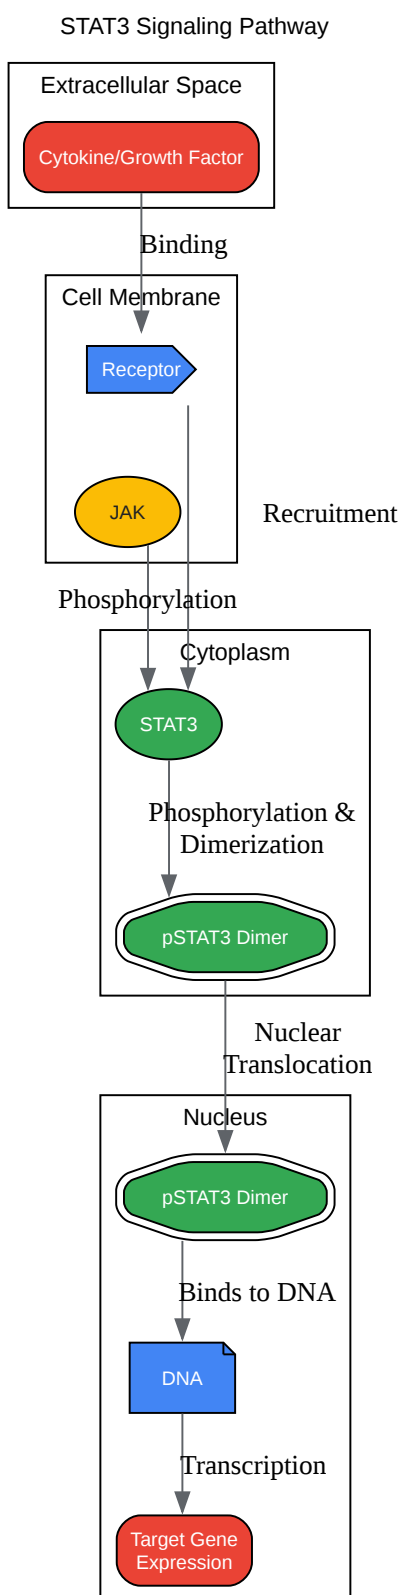 STAT3 Signaling Pathway
Extracellular Space
Cytokine/Growth Factor
Binding
Cell Membrane
Receptor
JAK
Recruitment
Phosphorylation
Cytoplasm
STAT3
Phosphorylation &
Dimerization
pSTAT3 Dimer
Nuclear
Translocation
Nucleus
pSTAT3 Dimer
Binds to DNA
DNA
Transcription
Target Gene
Expression